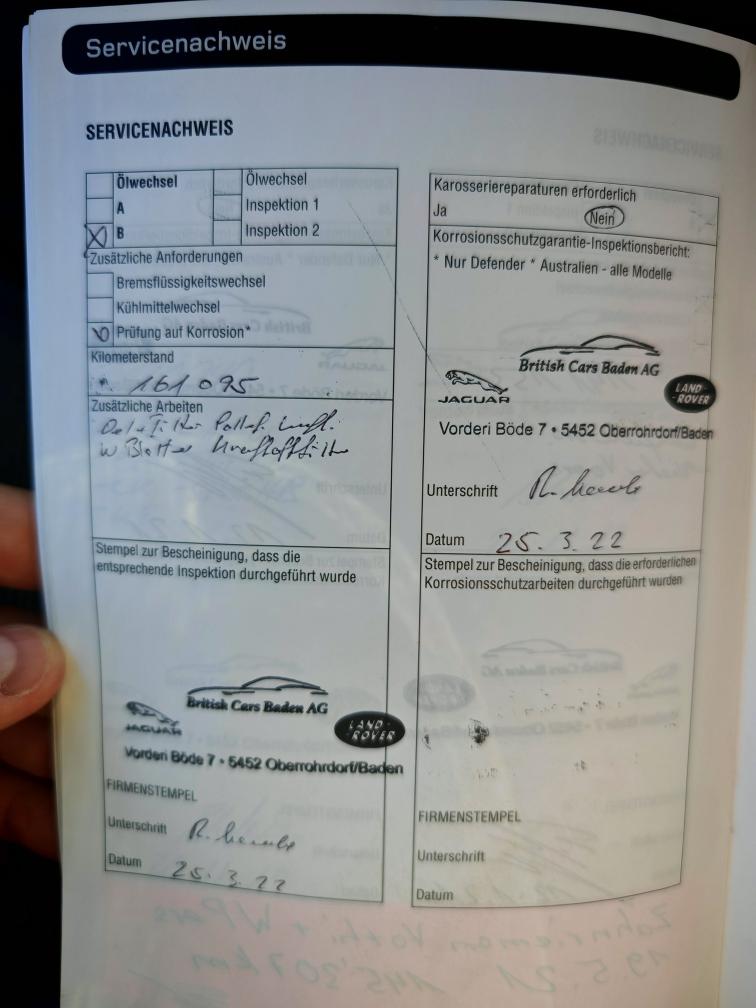 Servicenachweis
SERVICENACHWEIS
Ölwechsel
Ölwechsel
A
Inspektion 1
B
Inspektion 2
Zusätzliche Anforderungen
Bremsflüssigkeitswechsel
Kühlmittelwechsel
Prüfung auf Korrosion*
Kilometerstand
161 095
Zusätzliche Arbeiten
Filter
Kraftstofffilter
Stempel zur Bescheinigung, dass die
entsprechende Inspektion durchgeführt wurde
British Cars Baden AG
JAGUAR
LAND-
ROVER
Vorderi Böde 7 • 5452 Oberrohrdorf/Baden
FIRMENSTEMPEL
Unterschrift
Datum 25.3.22
Karosseriereparaturen erforderlich
Ja Nein
Korrosionsschutzgarantie-Inspektionsbericht:
* Nur Defender * Australien - alle Modelle
British Cars Baden AG
JAGUAR
LAND-
ROVER
Vorderi Böde 7 • 5452 Oberrohrdorf/Baden
Unterschrift
Datum 25.3.22
Stempel zur Bescheinigung, dass die erforderlichen
Korrosionsschutzarbeiten durchgeführt wurden
FIRMENSTEMPEL
Unterschrift
Datum